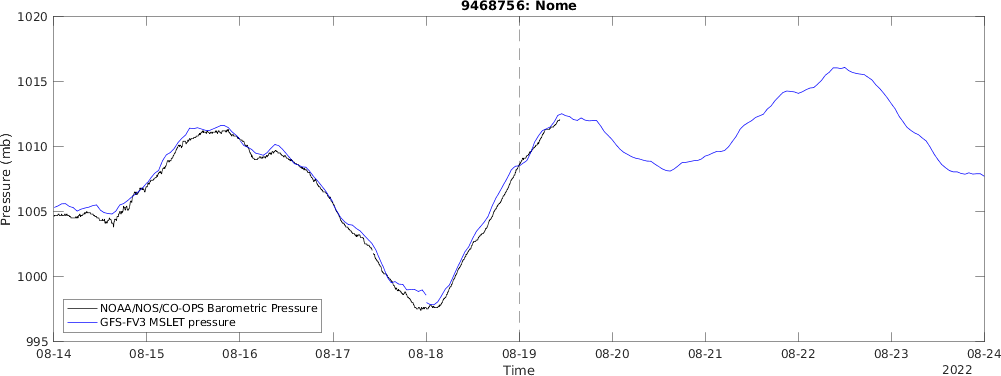 9468756: Nome
1020
1015
1010
1005
1000
995
Pressure (mb)
NOAA/NOS/CO-OPS Barometric Pressure
GFS-FV3 MSLET pressure
08-14 08-15 08-16 08-17 08-18 08-19 08-20 08-21 08-22 08-23 08-24
Time
2022